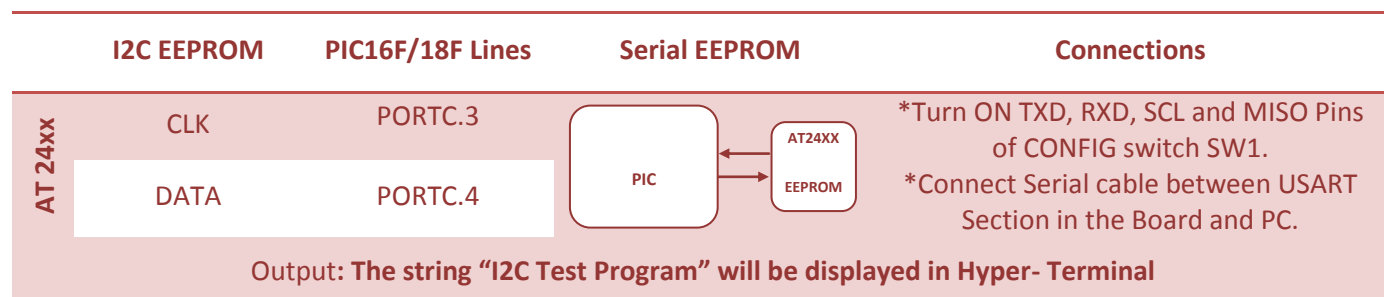 I2C EEPROM PIC16F/18F Lines Serial EEPROM Connections
AT 24xx
CLK PORTC.3
DATA PORTC.4
PIC
AT24XX
EEPROM
*Turn ON TXD, RXD, SCL and MISO Pins
of CONFIG switch SW1.
*Connect Serial cable between USART
Section in the Board and PC.
Output: The string “I2C Test Program” will be displayed in Hyper- Terminal